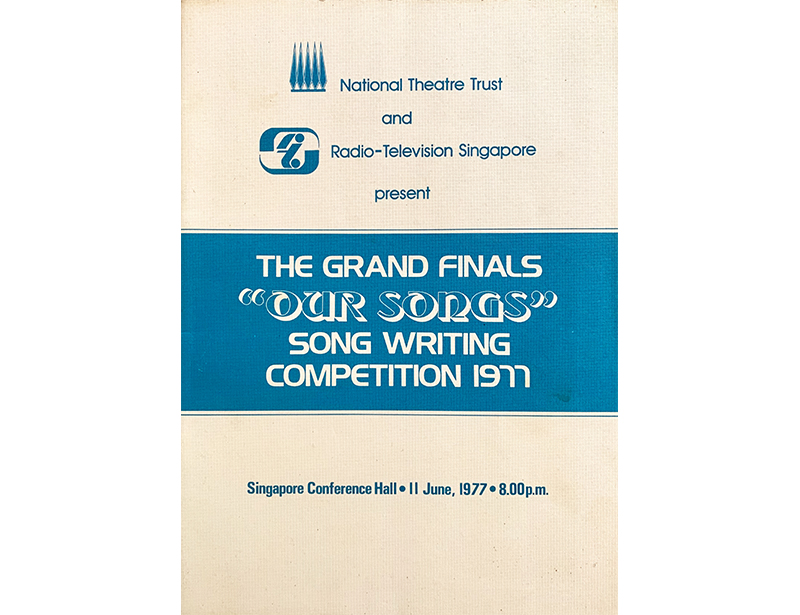 National Theatre Trust
and
Radio-Television Singapore
present
THE GRAND FINALS
“OUR SONGS”
SONG WRITING
COMPETITION 1977
Singapore Conference Hall • 11 June, 1977 • 8.00p.m.